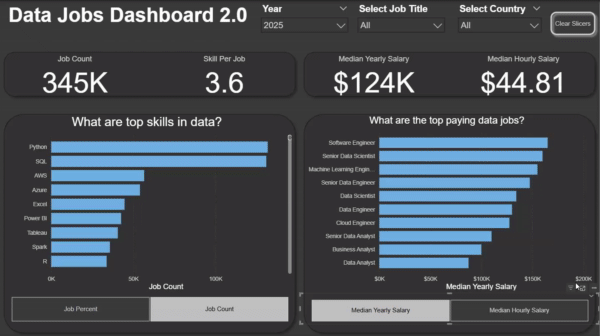 Data Jobs Dashboard 2.0
Year
2025
Select Job Title
All
Select Country
All
Clear Slicers
Job Count
345K
Skill Per Job
3.6
Median Yearly Salary
$124K
Median Hourly Salary
$44.81
What are top skills in data?
Python
SQL
AWS
Azure
Excel
Power BI
Tableau
Spark
R
0K
100K
Job Count
Job Percent
Job Count
What are the top paying data jobs?
Software Engineer
Senior Data Scientist
Machine Learning Engin...
Senior Data Engineer
Data Scientist
Data Engineer
Cloud Engineer
Senior Data Analyst
Business Analyst
Data Analyst
$0K
$50K
$100K
$150K
$200K
Median Yearly Salary
Median Yearly Salary
Median Hourly Salary